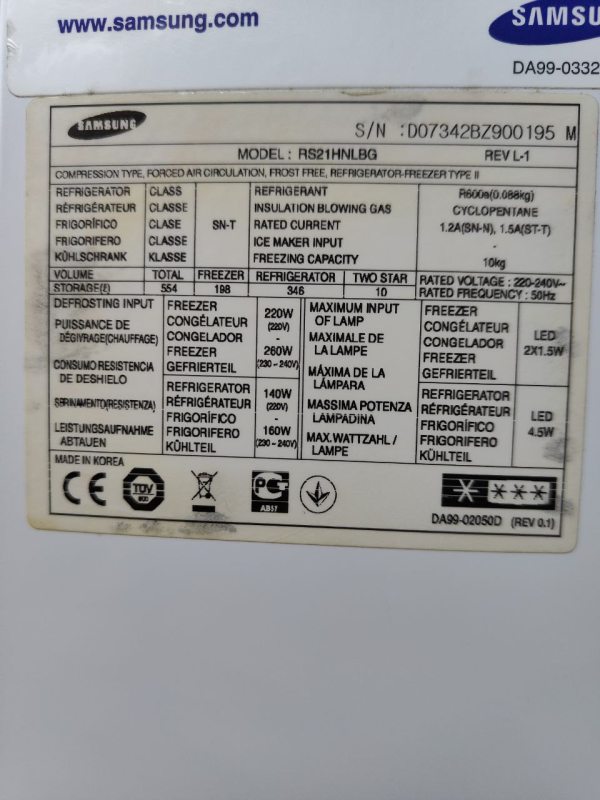 www.samsung.com
SAMSU
DA99-0332
SAMSUNG
S/N :D07342BZ900195 M
MODEL : RS21HNLBG REV L-1
COMPRESSION TYPE, FORCED AIR CIRCULATION, FROST FREE, REFRIGERATOR-FREEZER TYPE II
REFRIGERATOR CLASS REFRIGERANT R600a(0.088kg)
RÉFRIGÉRATEUR CLASSE INSULATION BLOWING GAS CYCLOPENTANE
FRIGORÍFICO CLASE SN-T RATED CURRENT 1.2A(SN-N), 1.5A(ST-T)
FRIGORIFERO CLASSE ICE MAKER INPUT -
KÜHLSCHRANK KLASSE FREEZING CAPACITY 10kg
VOLUME TOTAL FREEZER REFRIGERATOR TWO STAR RATED VOLTAGE : 220-240V~
STORAGE(ℓ) 554 198 346 10 RATED FREQUENCY : 50Hz
DEFROSTING INPUT
PUISSANCE DE
DÉGIVRAGE(CHAUFFAGE)
CONSUMO RESISTENCIA
DE DESHIELO
SBRINAMENTO(RESISTENZA)
LEISTUNGSAUFNAHME
ABTAUEN
FREEZER
CONGÉLATEUR
CONGELADOR
FREEZER
GEFRIERTEIL
220W
(220V)
-
260W
(230 ~ 240V)
REFRIGERATOR
RÉFRIGÉRATEUR
FRIGORÍFICO
FRIGORIFERO
KÜHLTEIL
140W
(220V)
-
160W
(230 ~ 240V)
MAXIMUM INPUT
OF LAMP
MAXIMALE DE
LA LAMPE
MÁXIMA DE LA
LÁMPARA
MASSIMA POTENZA
LAMPADINA
MAX.WATTZAHL /
LAMPE
FREEZER
CONGÉLATEUR
CONGELADOR
FREEZER
GEFRIERTEIL
LED
2X1.5W
REFRIGERATOR
RÉFRIGÉRATEUR
FRIGORÍFICO
FRIGORIFERO
KÜHLTEIL
LED
4.5W
MADE IN KOREA
CE
TÜV
PCT
АВ57
DA99-02050D (REV 0.1)